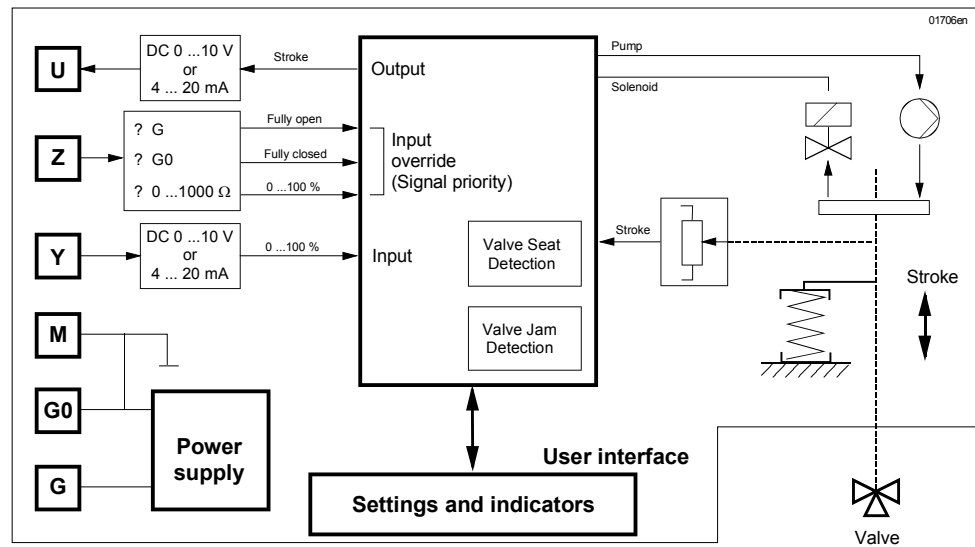 01706en
U
DC 0 ...10 V
or
4 ... 20 mA
Stroke
Output
Pump
Solenoid
Z
? G
? G0
? 0 ...1000 Ω
Fully open
Fully closed
0 ...100 %
Input
override
(Signal priority)
Y
DC 0 ...10 V
or
4 ... 20 mA
0 ...100 %
Input
Valve Seat
Detection
Valve Jam
Detection
Stroke
Stroke
M
G0
G
Power
supply
User interface
Settings and indicators
Valve